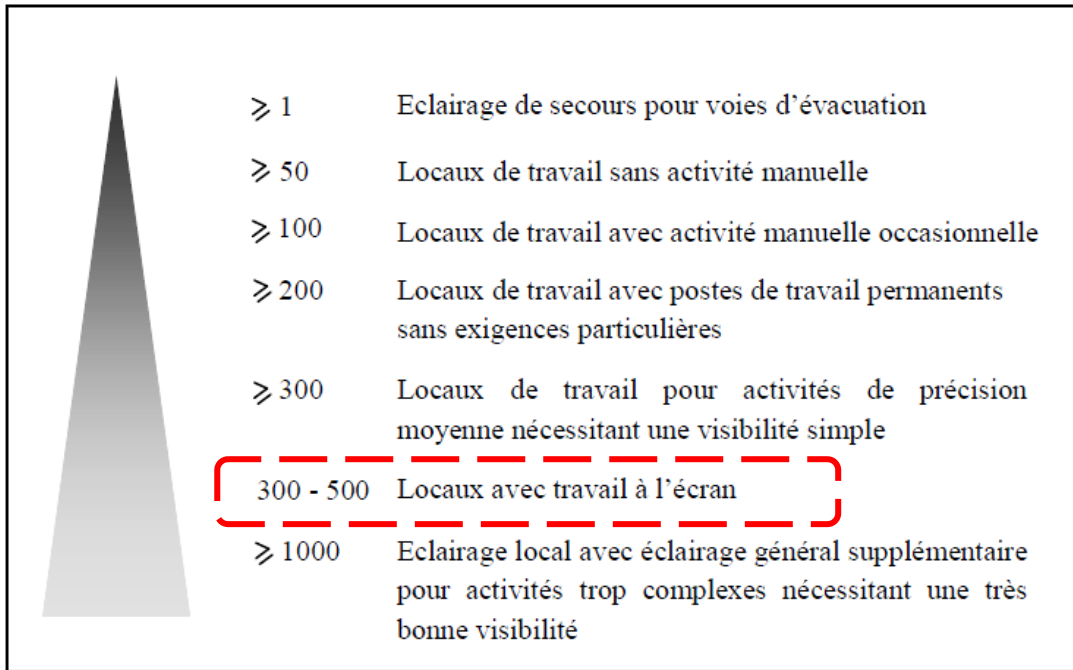 ⩾ 1 Eclairage de secours pour voies d’évacuation
⩾ 50 Locaux de travail sans activité manuelle
⩾ 100 Locaux de travail avec activité manuelle occasionnelle
⩾ 200 Locaux de travail avec postes de travail permanents
sans exigences particulières
⩾ 300 Locaux de travail pour activités de précision
moyenne nécessitant une visibilité simple
300 - 500 Locaux avec travail à l’écran
⩾ 1000 Eclairage local avec éclairage général supplémentaire
pour activités trop complexes nécessitant une très
bonne visibilité